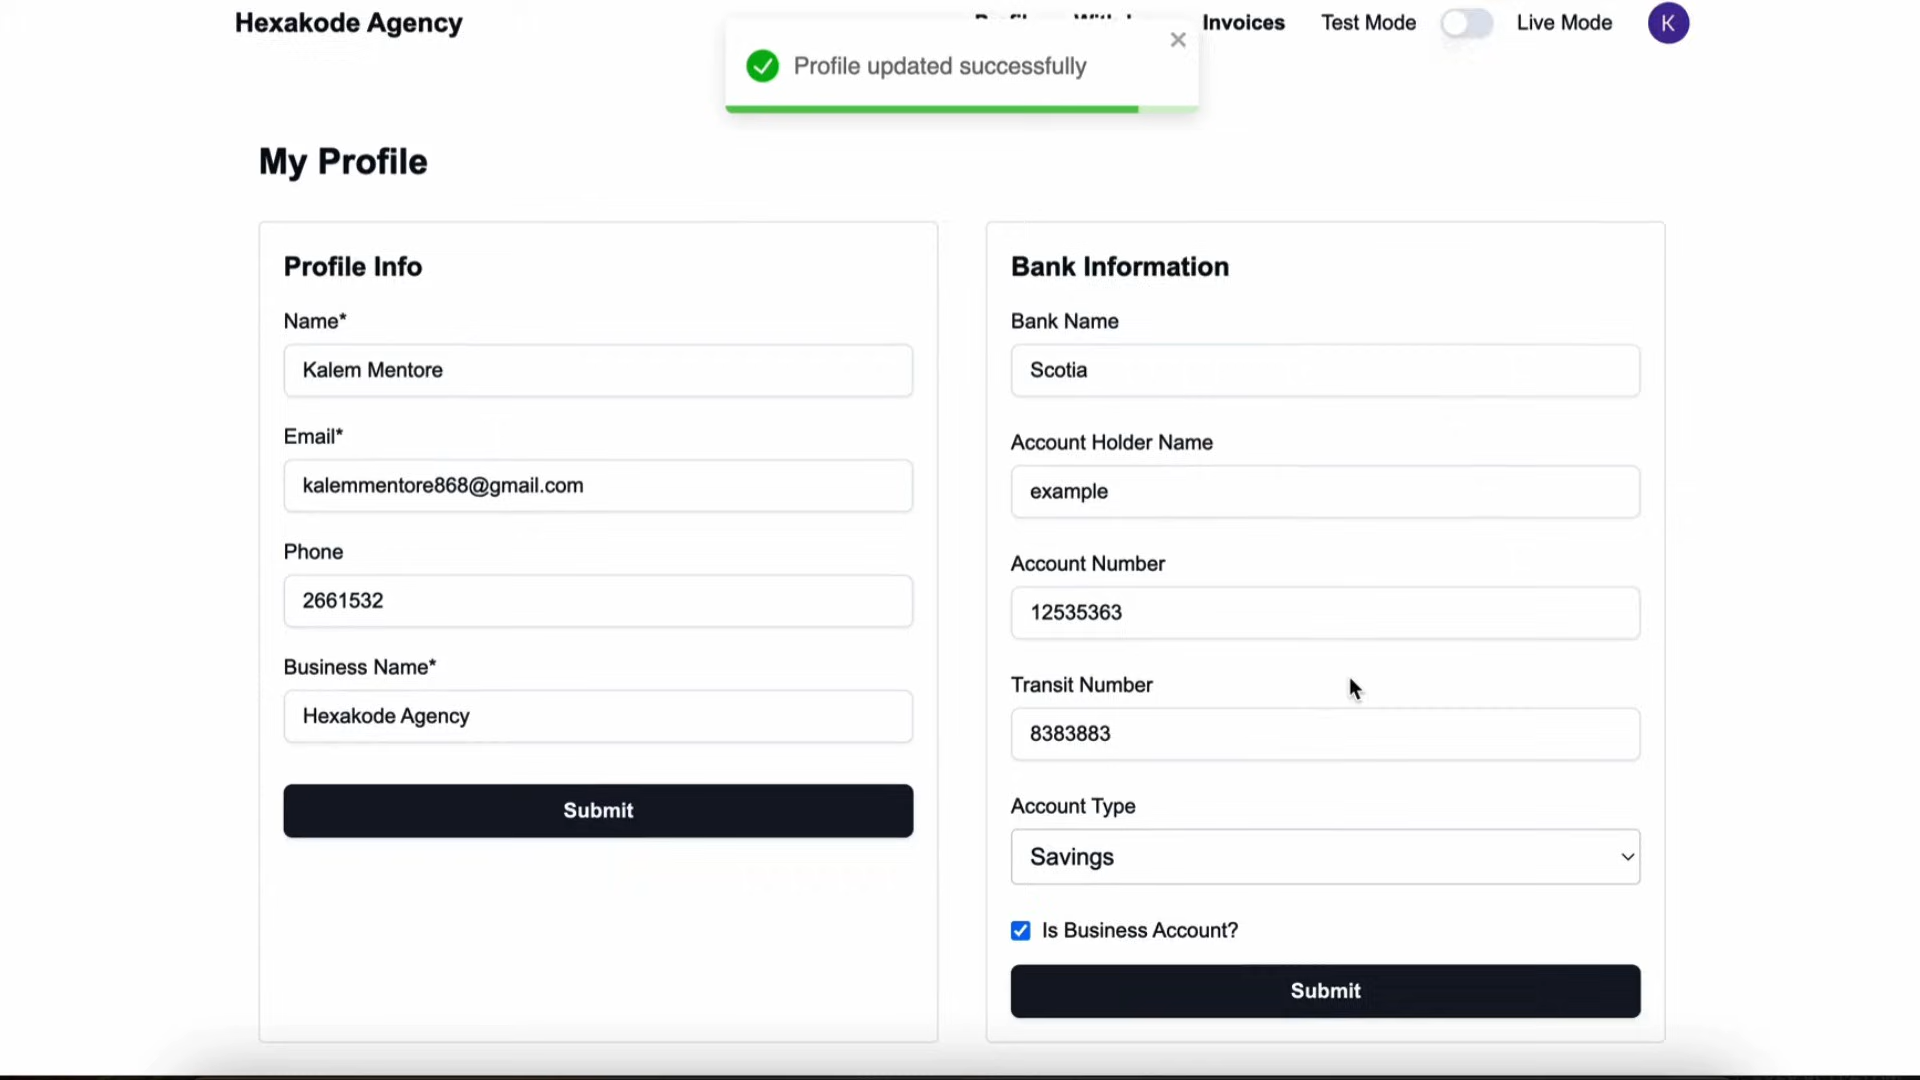 Hexakode Agency
Invoices
Test Mode
Live Mode
K
Profile updated successfully
My Profile
Profile Info
Name*
Kalem Mentore
Email*
kalemmentore868@gmail.com
Phone
2661532
Business Name*
Hexakode Agency
Submit
Bank Information
Bank Name
Scotia
Account Holder Name
example
Account Number
12535363
Transit Number
8383883
Account Type
Savings
Is Business Account?
Submit